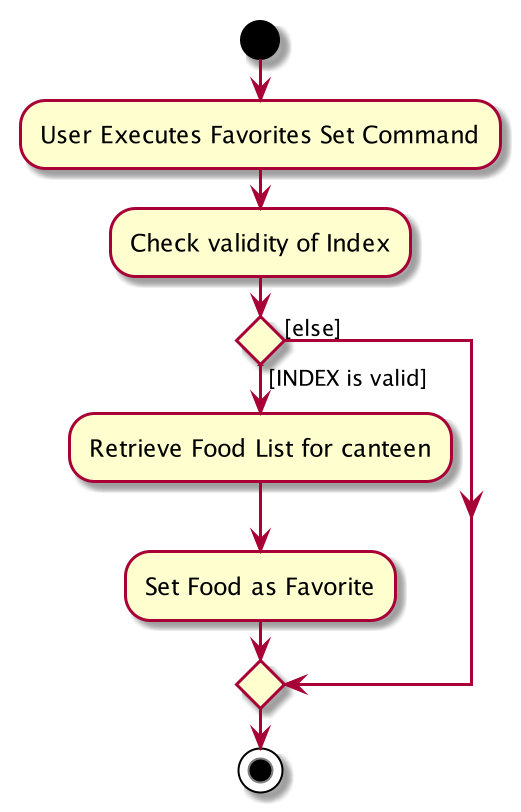 User Executes Favorites Set Command
Check validity of Index
[else]
[INDEX is valid]
Retrieve Food List for canteen
Set Food as Favorite